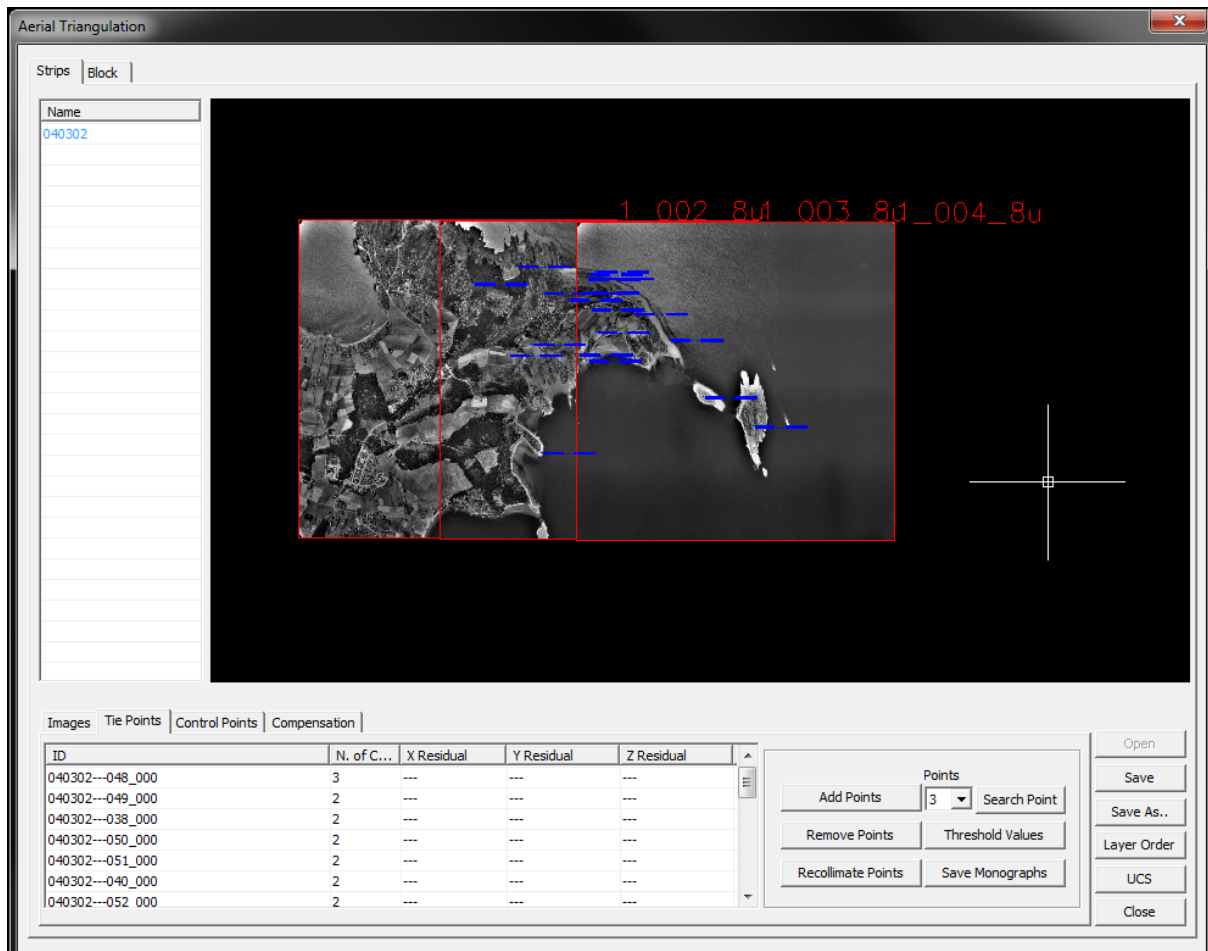 Aerial Triangulation
Strips Block
Name
040302
1_002_8u1_003_8u1_004_8u
Images Tie Points Control Points Compensation
ID N. of C... X Residual Y Residual Z Residual
040302---048_000 3 --- --- ---
040302---049_000 2 --- --- ---
040302---038_000 2 --- --- ---
040302---050_000 2 --- --- ---
040302---051_000 2 --- --- ---
040302---040_000 2 --- --- ---
040302---052_000 2 --- --- ---
Points
Add Points 3 Search Point
Remove Points Threshold Values
Recollimate Points Save Monographs
Open
Save
Save As..
Layer Order
UCS
Close